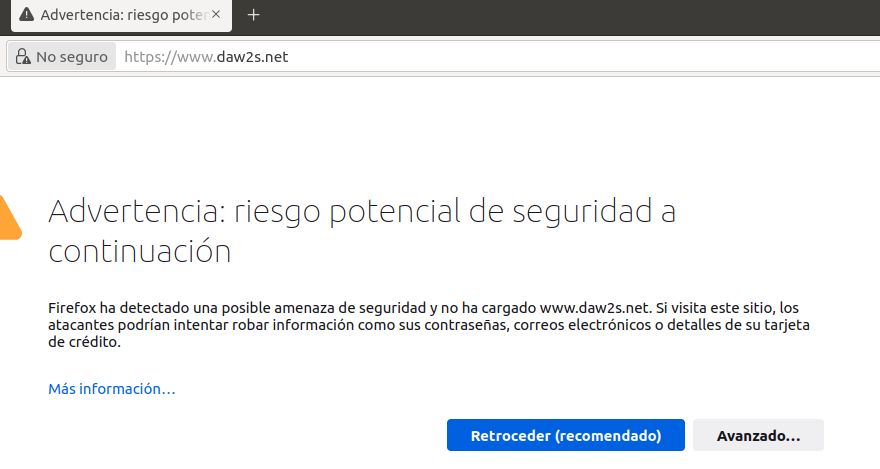 Advertencia: riesgo poten
No seguro https://www.daw2s.net
Advertencia: riesgo potencial de seguridad a
continuación
Firefox ha detectado una posible amenaza de seguridad y no ha cargado www.daw2s.net. Si visita este sitio, los
atacantes podrían intentar robar información como sus contraseñas, correos electrónicos o detalles de su tarjeta
de crédito.
Más información...
Retroceder (recomendado) Avanzado...